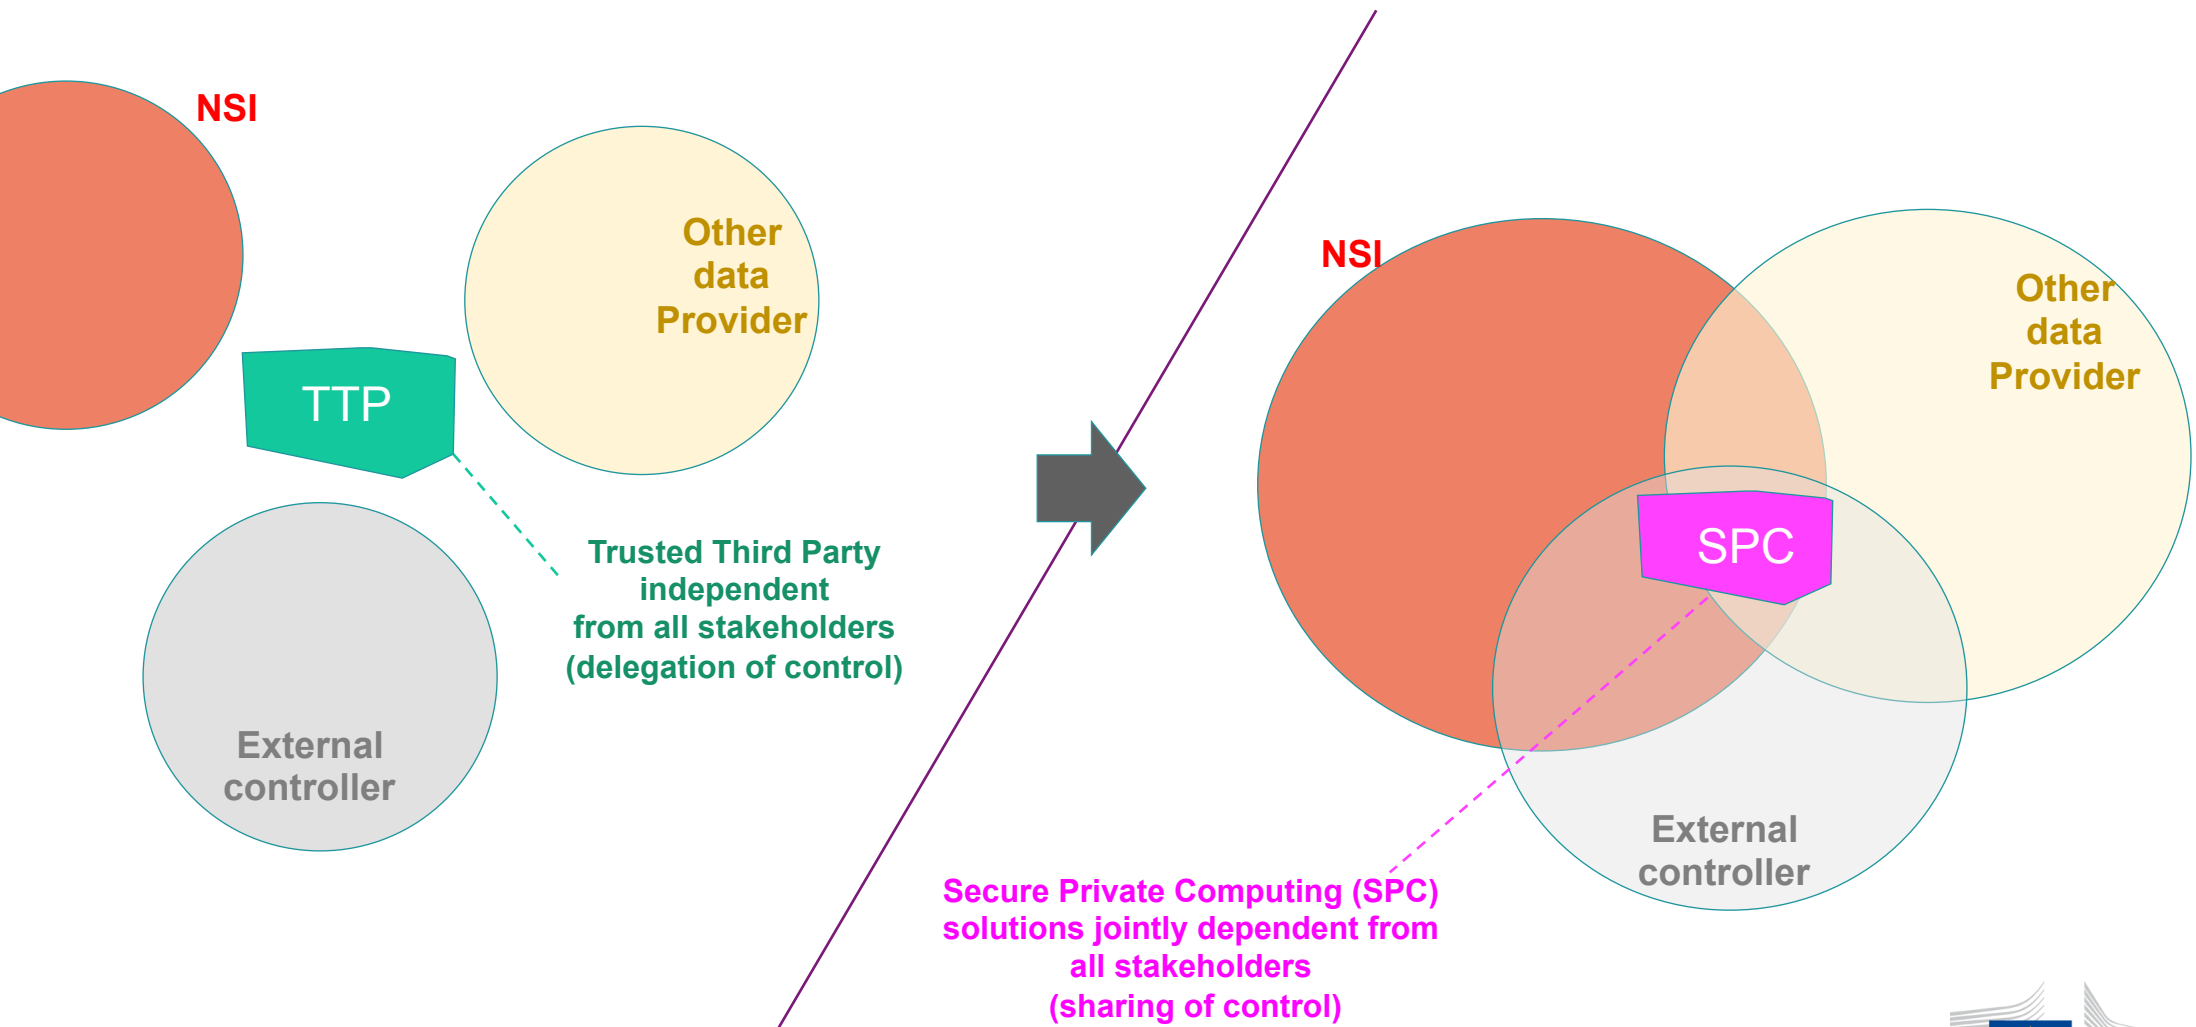 NSI
Other
data
Provider
TTP
Trusted Third Party
independent
from all stakeholders
(delegation of control)
External
controller
NSI
Other
data
Provider
SPC
External
controller
Secure Private Computing (SPC)
solutions jointly dependent from
all stakeholders
(sharing of control)